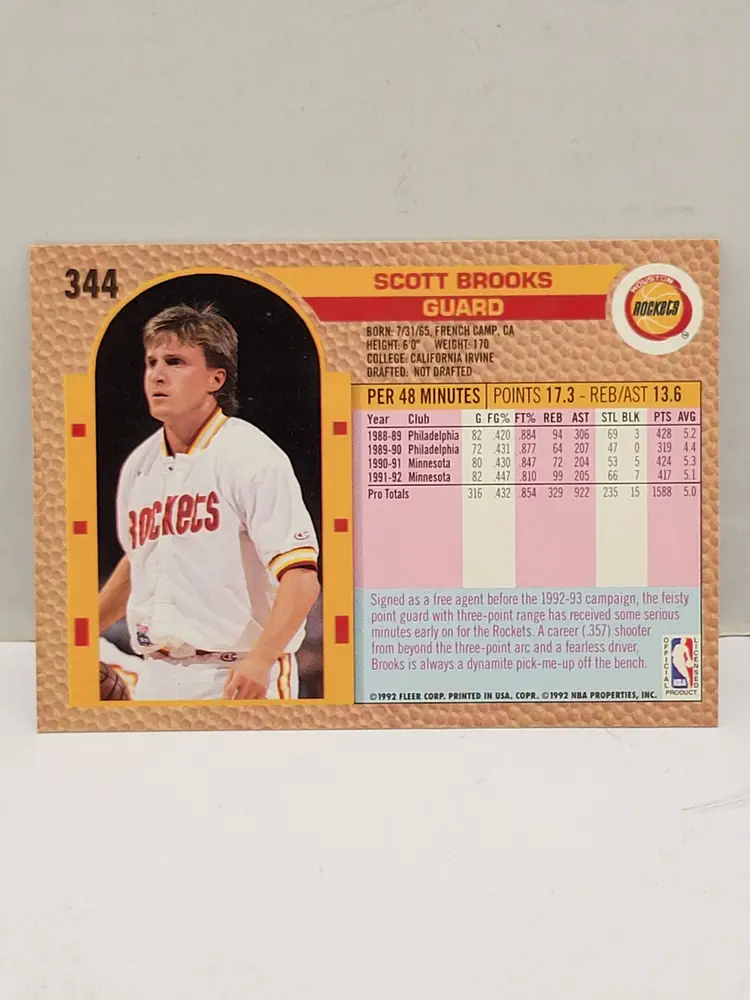 344
SCOTT BROOKS
GUARD
HOUSTON
ROCKETS
BORN: 7/31/65, FRENCH CAMP, CA
HEIGHT: 6'0" WEIGHT: 170
COLLEGE: CALIFORNIA IRVINE
DRAFTED: NOT DRAFTED
PER 48 MINUTES POINTS 17.3 - REB/AST 13.6
Year Club G FG% FT% REB AST STL BLK PTS AVG
1988-89 Philadelphia 82 .420 .884 94 306 69 3 428 5.2
1989-90 Philadelphia 72 .431 .877 64 207 47 0 319 4.4
1990-91 Minnesota 80 .430 .847 72 204 53 5 424 5.3
1991-92 Minnesota 82 .447 .810 99 205 66 7 417 5.1
Pro Totals 316 .432 .854 329 922 235 15 1588 5.0
ROCKETS
Signed as a free agent before the 1992-93 campaign, the feisty
point guard with three-point range has received some serious
minutes early on for the Rockets. A career (.357) shooter
from beyond the three-point arc and a fearless driver,
Brooks is always a dynamite pick-me-up off the bench.
OFFICIAL
LICENSED
NBA
PRODUCT
©1992 FLEER CORP. PRINTED IN USA. COPR. ©1992 NBA PROPERTIES, INC.